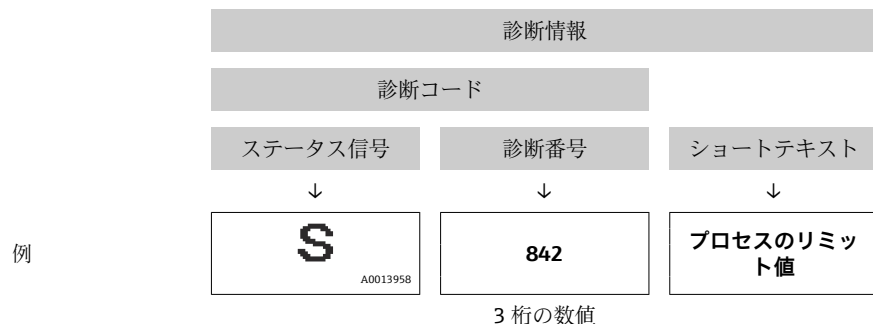 診断情報
診断コード
ステータス信号 診断番号 ショートテキスト
↓ ↓ ↓
例 S A0013958 842 プロセスのリミッ
ト値
3 桁の数値